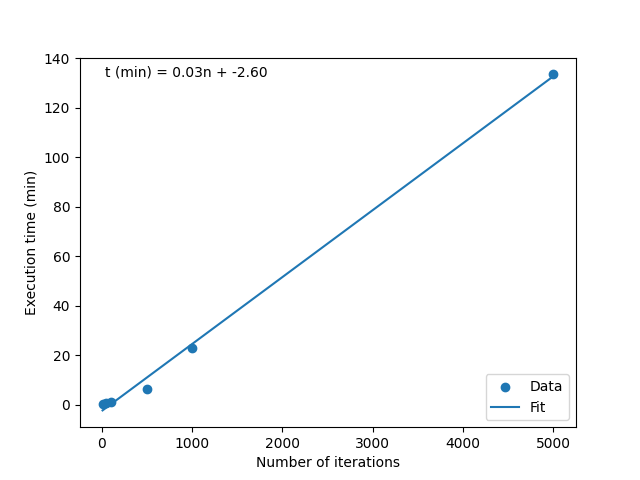 t (min) = 0.03n + -2.60
140
120
100
80
60
40
20
0
Execution time (min)
0 1000 2000 3000 4000 5000
Number of iterations
Data
Fit